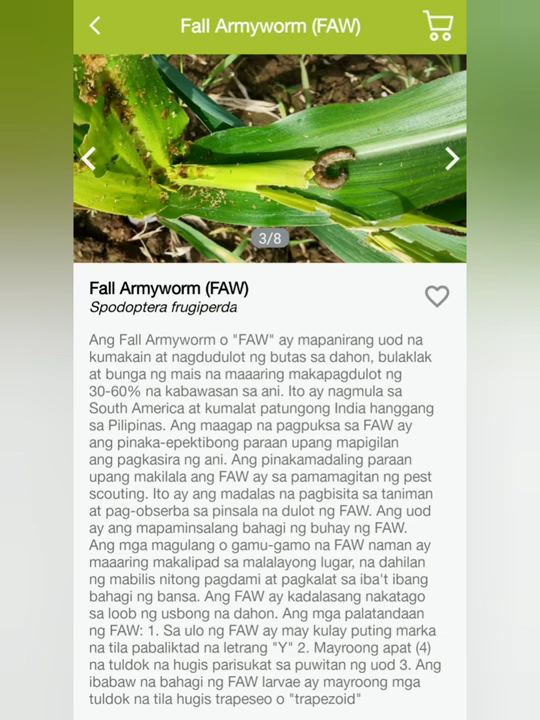 Fall Armyworm (FAW)
3/8
Fall Armyworm (FAW)
Spodoptera frugiperda
Ang Fall Armyworm o "FAW" ay mapanirang uod na
kumakain at nagdudulot ng butas sa dahon, bulaklak
at bunga ng mais na maaaring makapagdulot ng
30-60% na kabawasan sa ani. Ito ay nagmula sa
South America at kumalat patungong India hanggang
sa Pilipinas. Ang maagap na pagpuksa sa FAW ay
ang pinaka-epektibong paraan upang mapigilan
ang pagkasira ng ani. Ang pinakamadaling paraan
upang makilala ang FAW ay sa pamamagitan ng pest
scouting. Ito ay ang madalas na pagbisita sa taniman
at pag-obserba sa pinsala na dulot ng FAW. Ang uod
ay ang mapaminsalang bahagi ng buhay ng FAW.
Ang mga magulang o gamu-gamo na FAW naman ay
maaaring makalipad sa malalayong lugar, na dahilan
ng mabilis nitong pagdami at pagkalat sa iba't ibang
bahagi ng bansa. Ang FAW ay kadalasang nakatago
sa loob ng usbong na dahon. Ang mga palatandaan
ng FAW: 1. Sa ulo ng FAW ay may kulay puting marka
na tila pabaliktad na letrang "Y" 2. Mayroong apat (4)
na tuldok na hugis parisukat sa puwitan ng uod 3. Ang
ibabaw na bahagi ng FAW larvae ay mayroong mga
tuldok na tila hugis trapeseo o "trapezoid"